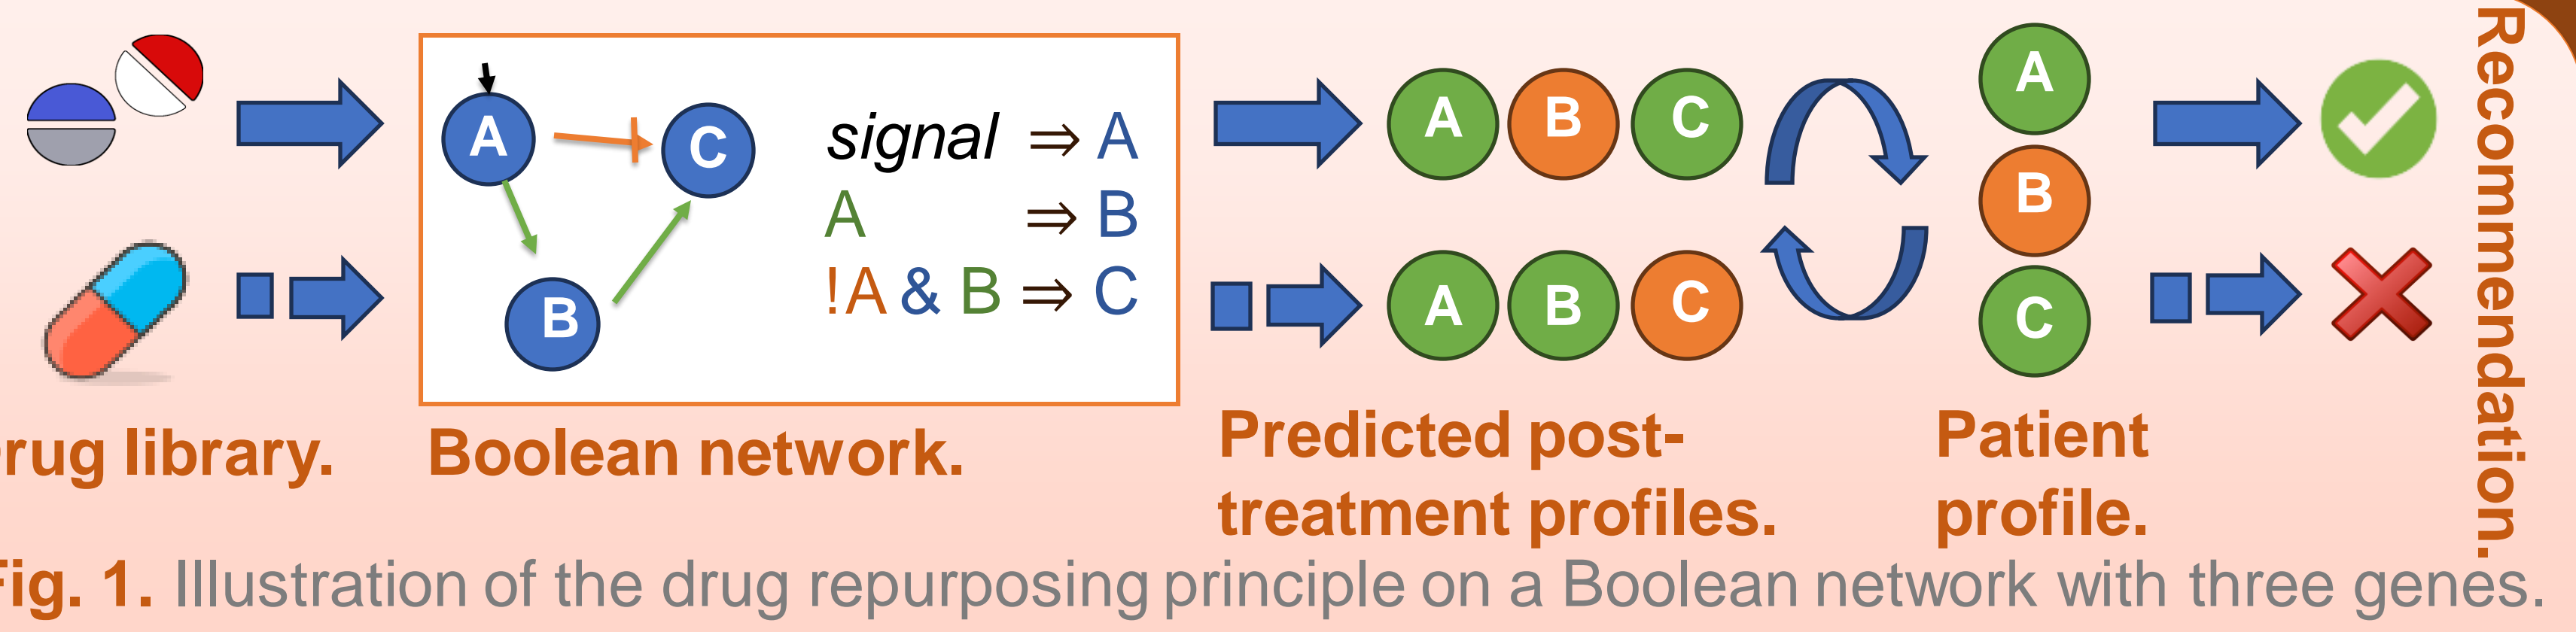 A
C
B
signal ⇒ A
A ⇒ B
!A & B ⇒ C
A B C
A B C
A
B
C
Recommendation.
rug library.
Boolean network.
Predicted post-
treatment profiles.
Patient
profile.
Fig. 1. Illustration of the drug repurposing principle on a Boolean network with three genes.